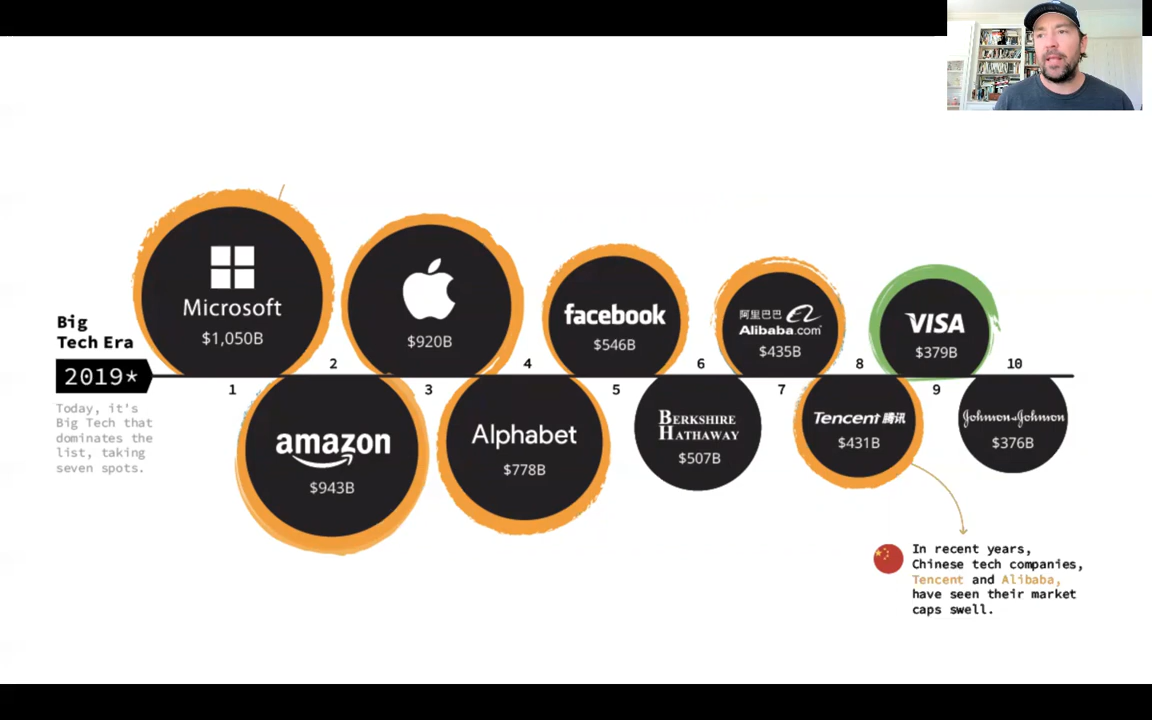 Microsoft
$1,050B
$920B
facebook
$546B
阿里巴巴
Alibaba.com
$435B
VISA
$379B
Big
Tech Era
2019*
Today, it's
Big Tech that
dominates the
list, taking
seven spots.
1
2
3
4
5
6
7
8
9
10
amazon
$943B
Alphabet
$778B
BERKSHIRE
HATHAWAY
$507B
Tencent 腾讯
$431B
Johnson & Johnson
$376B
In recent years,
Chinese tech companies,
Tencent and Alibaba,
have seen their market
caps swell.